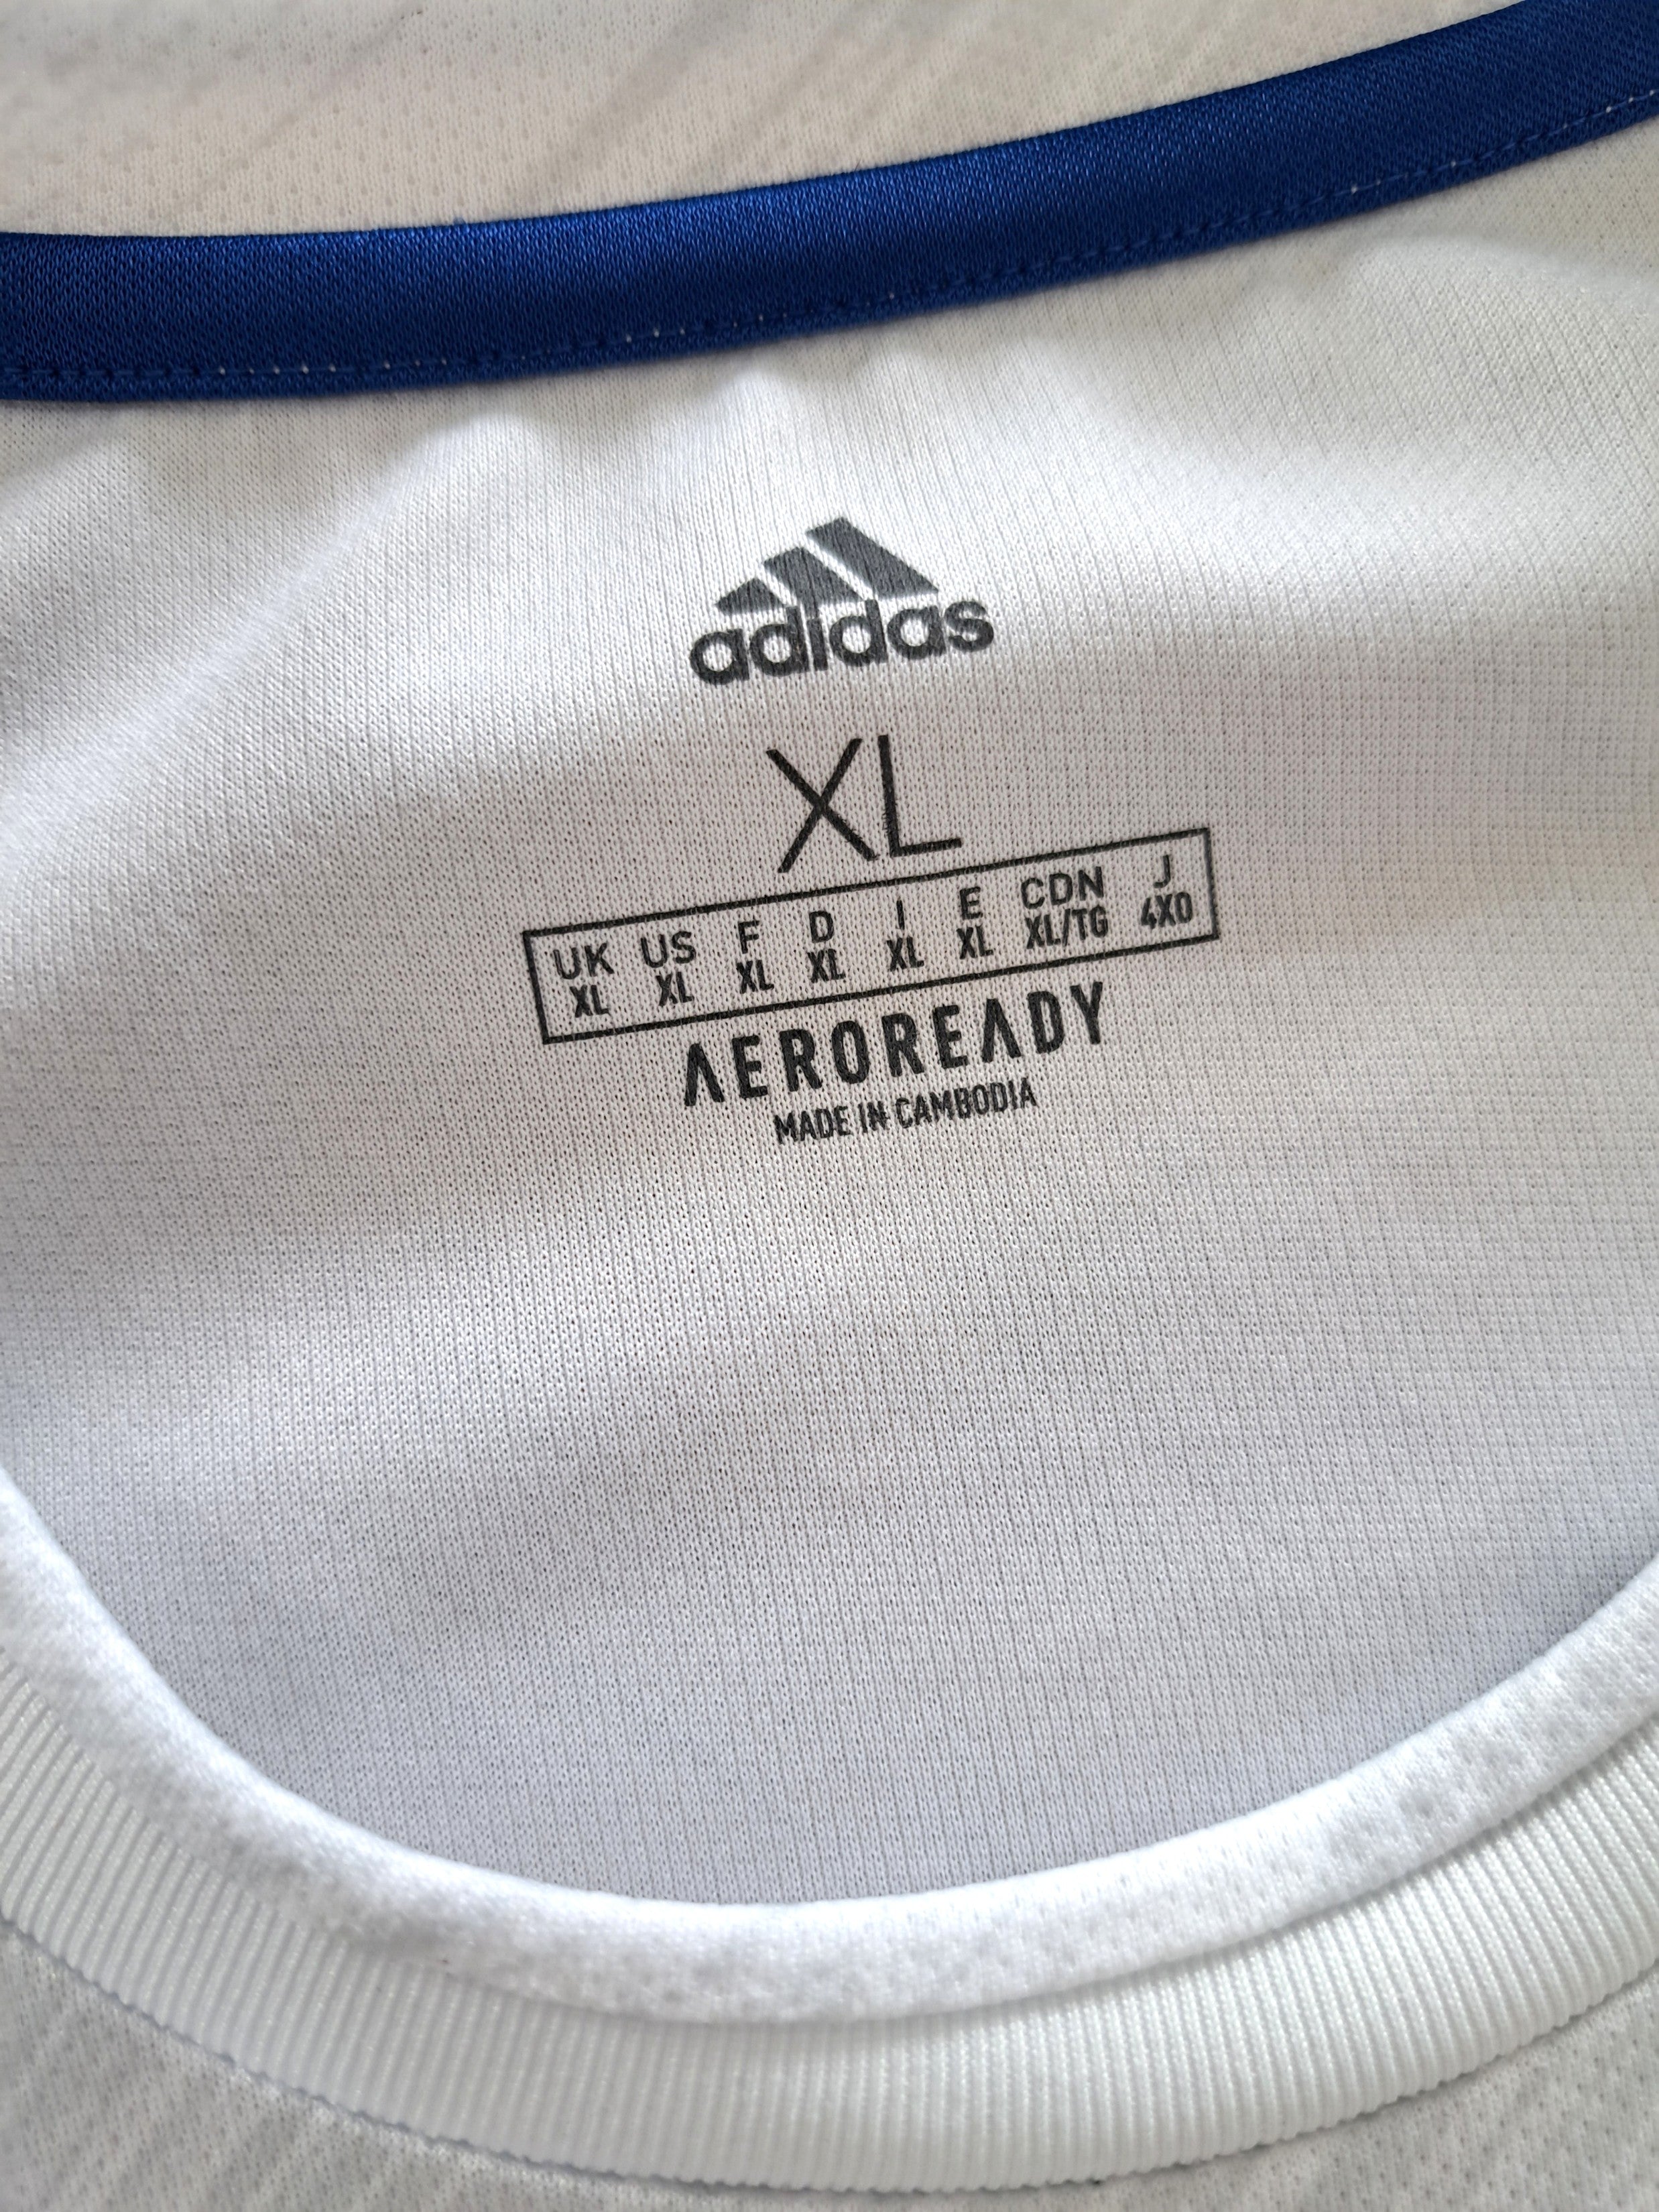 adidas
XL
UK US F D I E CDN J
XL XL XL XL XL XL XL/TG 4XO
AEROREADY
MADE IN CAMBODIA